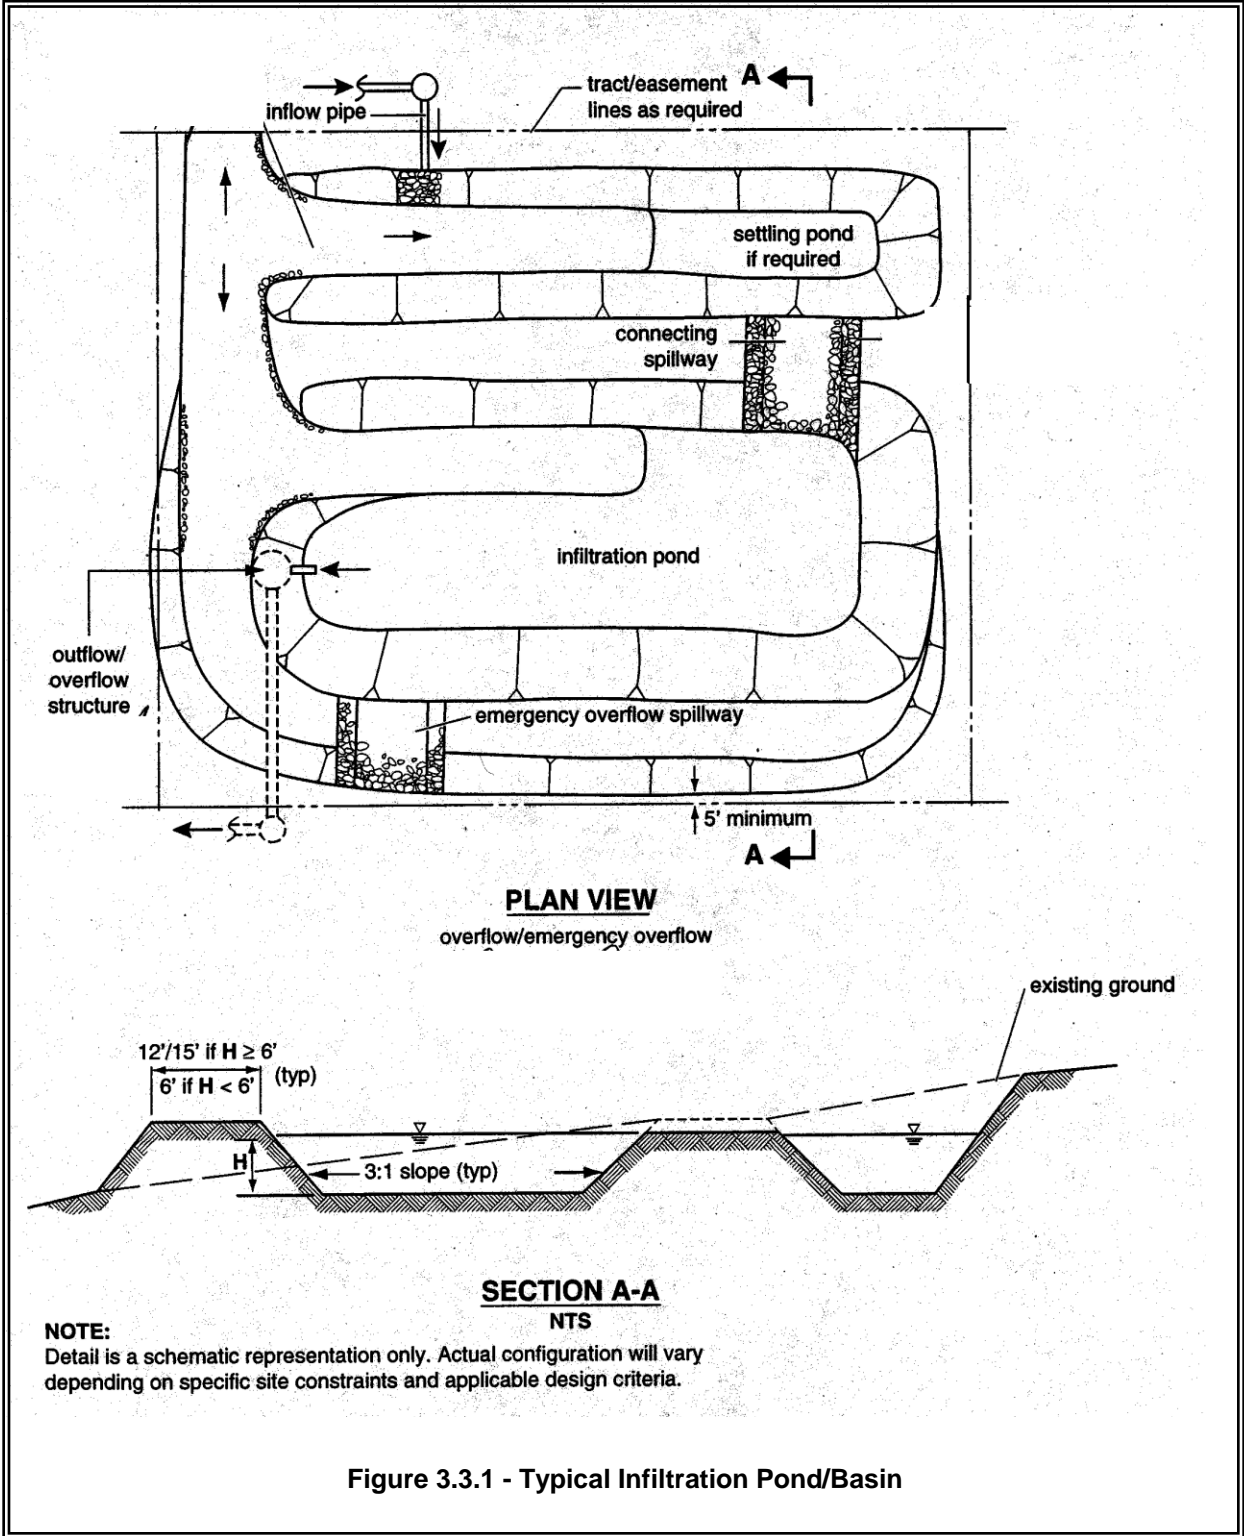 tract/easement
lines as required
A
inflow pipe
settling pond
if required
connecting
spillway
infiltration pond
outflow/
overflow
structure
emergency overflow spillway
5' minimum
A
PLAN VIEW
overflow/emergency overflow
existing ground
12'/15' if H ≥ 6'
6' if H < 6'
(typ)
H
3:1 slope (typ)
SECTION A-A
NTS
NOTE:
Detail is a schematic representation only. Actual configuration will vary
depending on specific site constraints and applicable design criteria.
Figure 3.3.1 - Typical Infiltration Pond/Basin